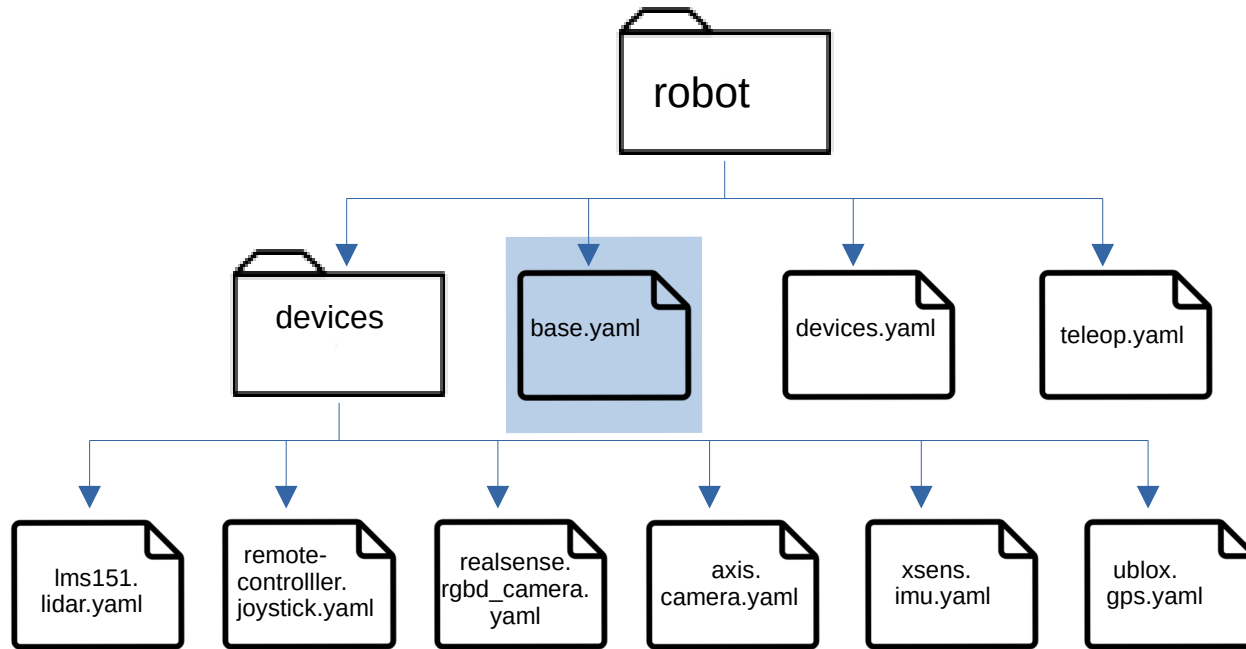 robot
devices
base.yaml
devices.yaml
teleop.yaml
lms151.
lidar.yaml
remote-
controlller.
joystick.yaml
realsense.
rgbd_camera.
yaml
axis.
camera.yaml
xsens.
imu.yaml
ublox.
gps.yaml